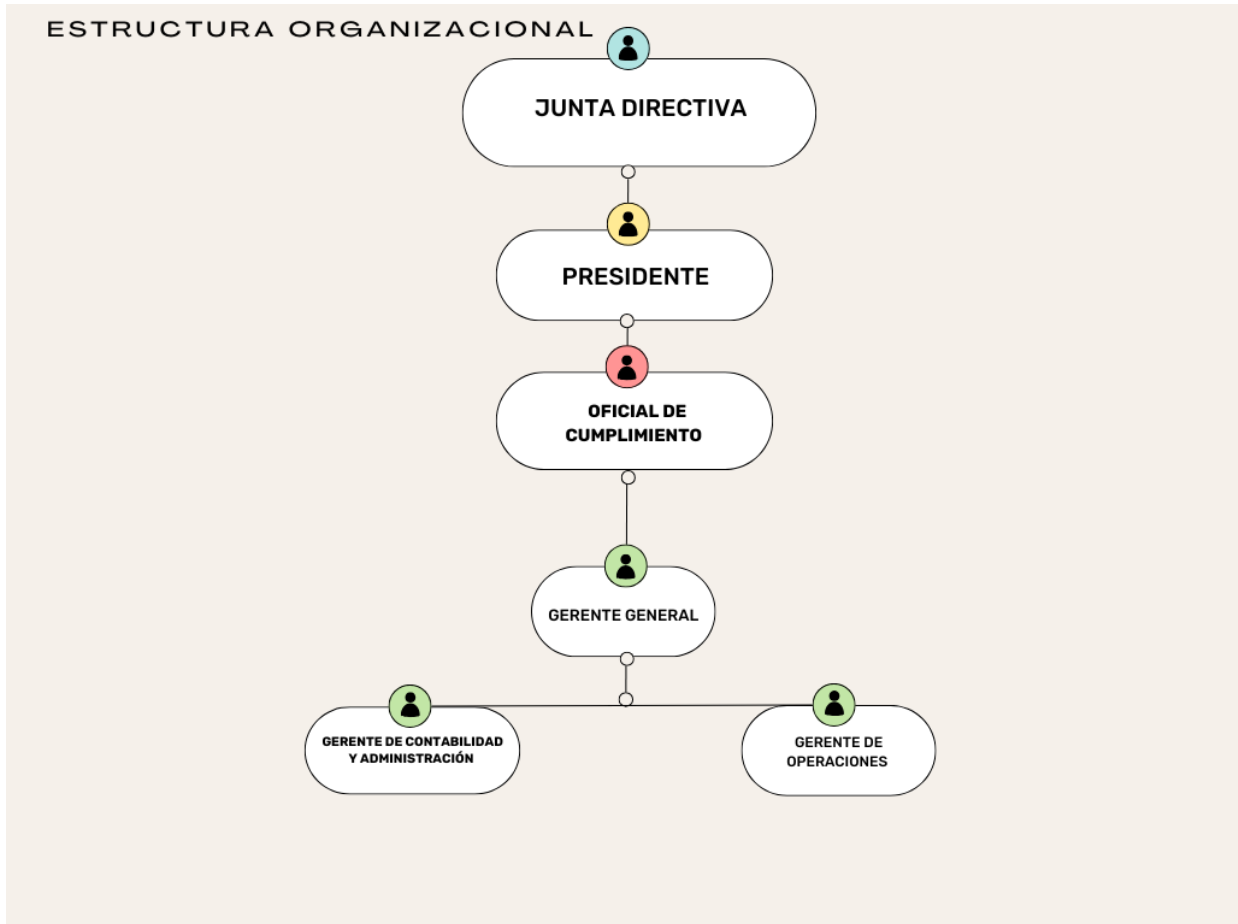 ESTRUCTURA ORGANIZACIONAL
JUNTA DIRECTIVA
PRESIDENTE
OFICIAL DE
CUMPLIMIENTO
GERENTE GENERAL
GERENTE DE CONTABILIDAD
Y ADMINISTRACIÓN
GERENTE DE
OPERACIONES